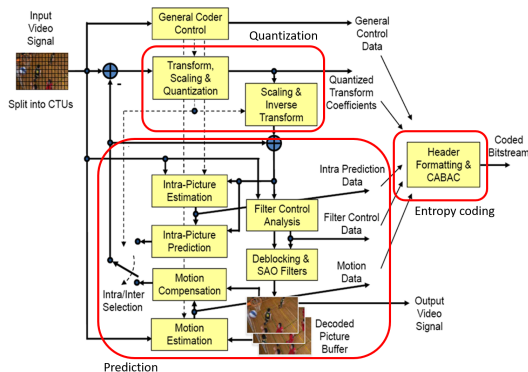 Input
Video
Signal
Split into CTUs
General Coder
Control
Quantization
General
Control
Data
Transform,
Scaling &
Quantization
-
Scaling &
Inverse
Transform
Quantized
Transform
Coefficients
Header
Formatting &
CABAC
Coded
Bitstream
Entropy coding
Intra-Picture
Estimation
Intra Prediction
Data
Filter Control
Analysis
Filter Control
Data
Intra-Picture
Prediction
Deblocking &
SAO Filters
Motion
Data
Intra/Inter
Selection
Motion
Compensation
Motion
Estimation
Decoded
Picture
Buffer
Output
Video
Signal
Prediction